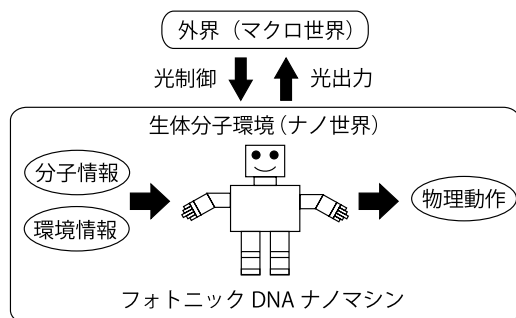 外界（マクロ世界）
光制御
光出力
生体分子環境（ナノ世界）
分子情報
環境情報
物理動作
フォトニック DNA ナノマシン